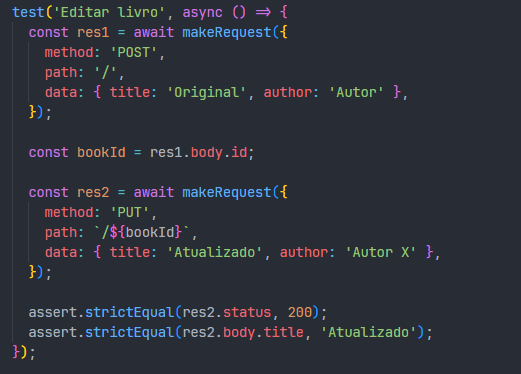 test('Editar livro', async () => {
  const res1 = await makeRequest({
    method: 'POST',
    path: '/',
    data: { title: 'Original', author: 'Autor' },
  });

  const bookId = res1.body.id;

  const res2 = await makeRequest({
    method: 'PUT',
    path: `/${bookId}`,
    data: { title: 'Atualizado', author: 'Autor X' },
  });

  assert.strictEqual(res2.status, 200);
  assert.strictEqual(res2.body.title, 'Atualizado');
});